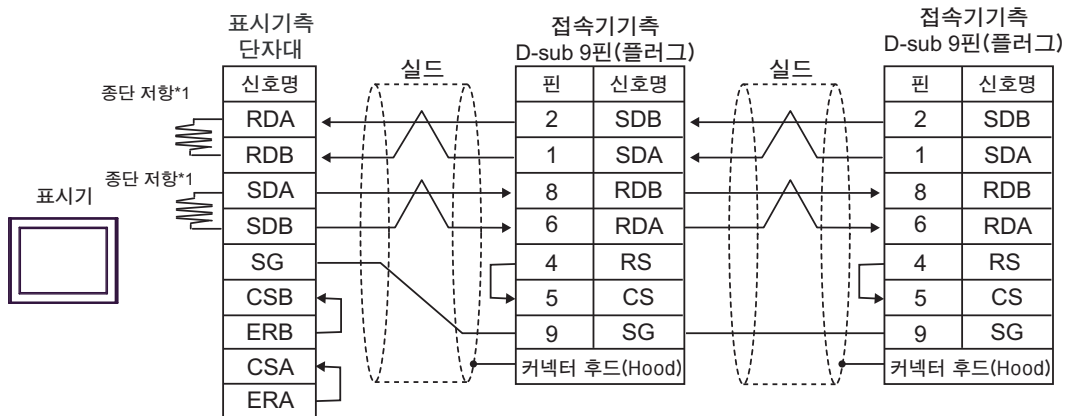 표시기
종단 저항*1
종단 저항*1
표시기측
단자대
신호명
RDA
RDB
SDA
SDB
SG
CSB
ERB
CSA
ERA
실드
접속기기측
D-sub 9핀(플러그)
핀 신호명
2 SDB
1 SDA
8 RDB
6 RDA
4 RS
5 CS
9 SG
커넥터 후드(Hood)
실드
접속기기측
D-sub 9핀(플러그)
핀 신호명
2 SDB
1 SDA
8 RDB
6 RDA
4 RS
5 CS
9 SG
커넥터 후드(Hood)